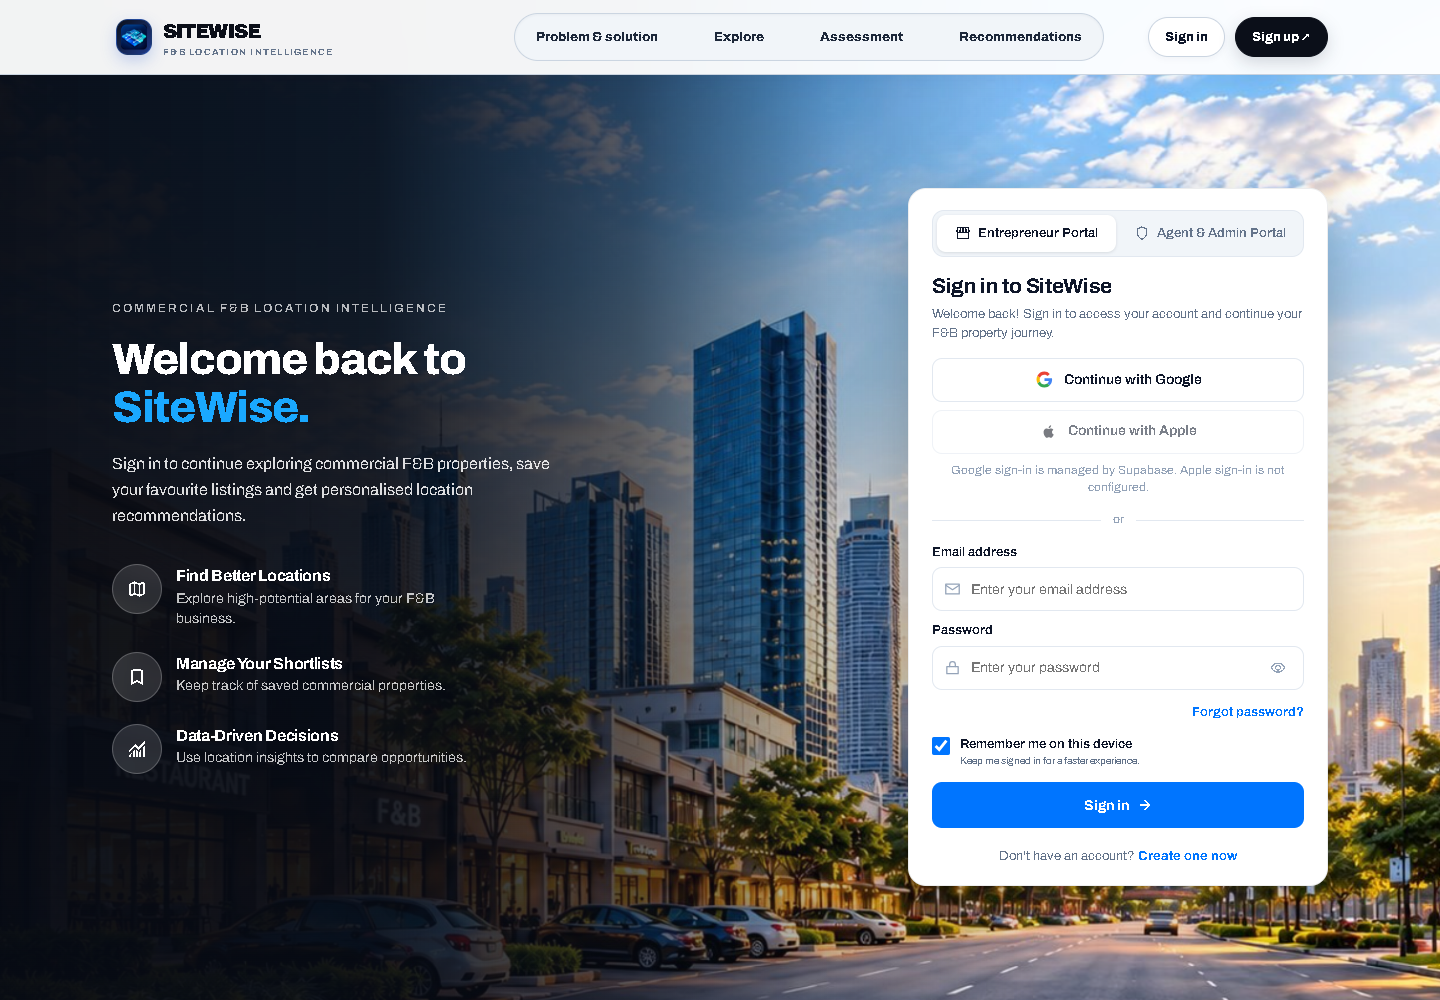 SITEWISE
F&B LOCATION INTELLIGENCE
Problem & solution
Explore
Assessment
Recommendations
Sign in
Sign up ↗
COMMERCIAL F&B LOCATION INTELLIGENCE
Welcome back to
SiteWise.
Sign in to continue exploring commercial F&B properties, save
your favourite listings and get personalised location
recommendations.
Find Better Locations
Explore high-potential areas for your F&B
business.
Manage Your Shortlists
Keep track of saved commercial properties.
Data-Driven Decisions
Use location insights to compare opportunities.
RESTAURANT
F&B
Entrepreneur Portal
Agent & Admin Portal
Sign in to SiteWise
Welcome back! Sign in to access your account and continue your
F&B property journey.
Continue with Google
Continue with Apple
Google sign-in is managed by Supabase. Apple sign-in is not
configured.
or
Email address
Enter your email address
Password
Enter your password
Forgot password?
Remember me on this device
Keep me signed in for a faster experience.
Sign in →
Don't have an account? Create one now